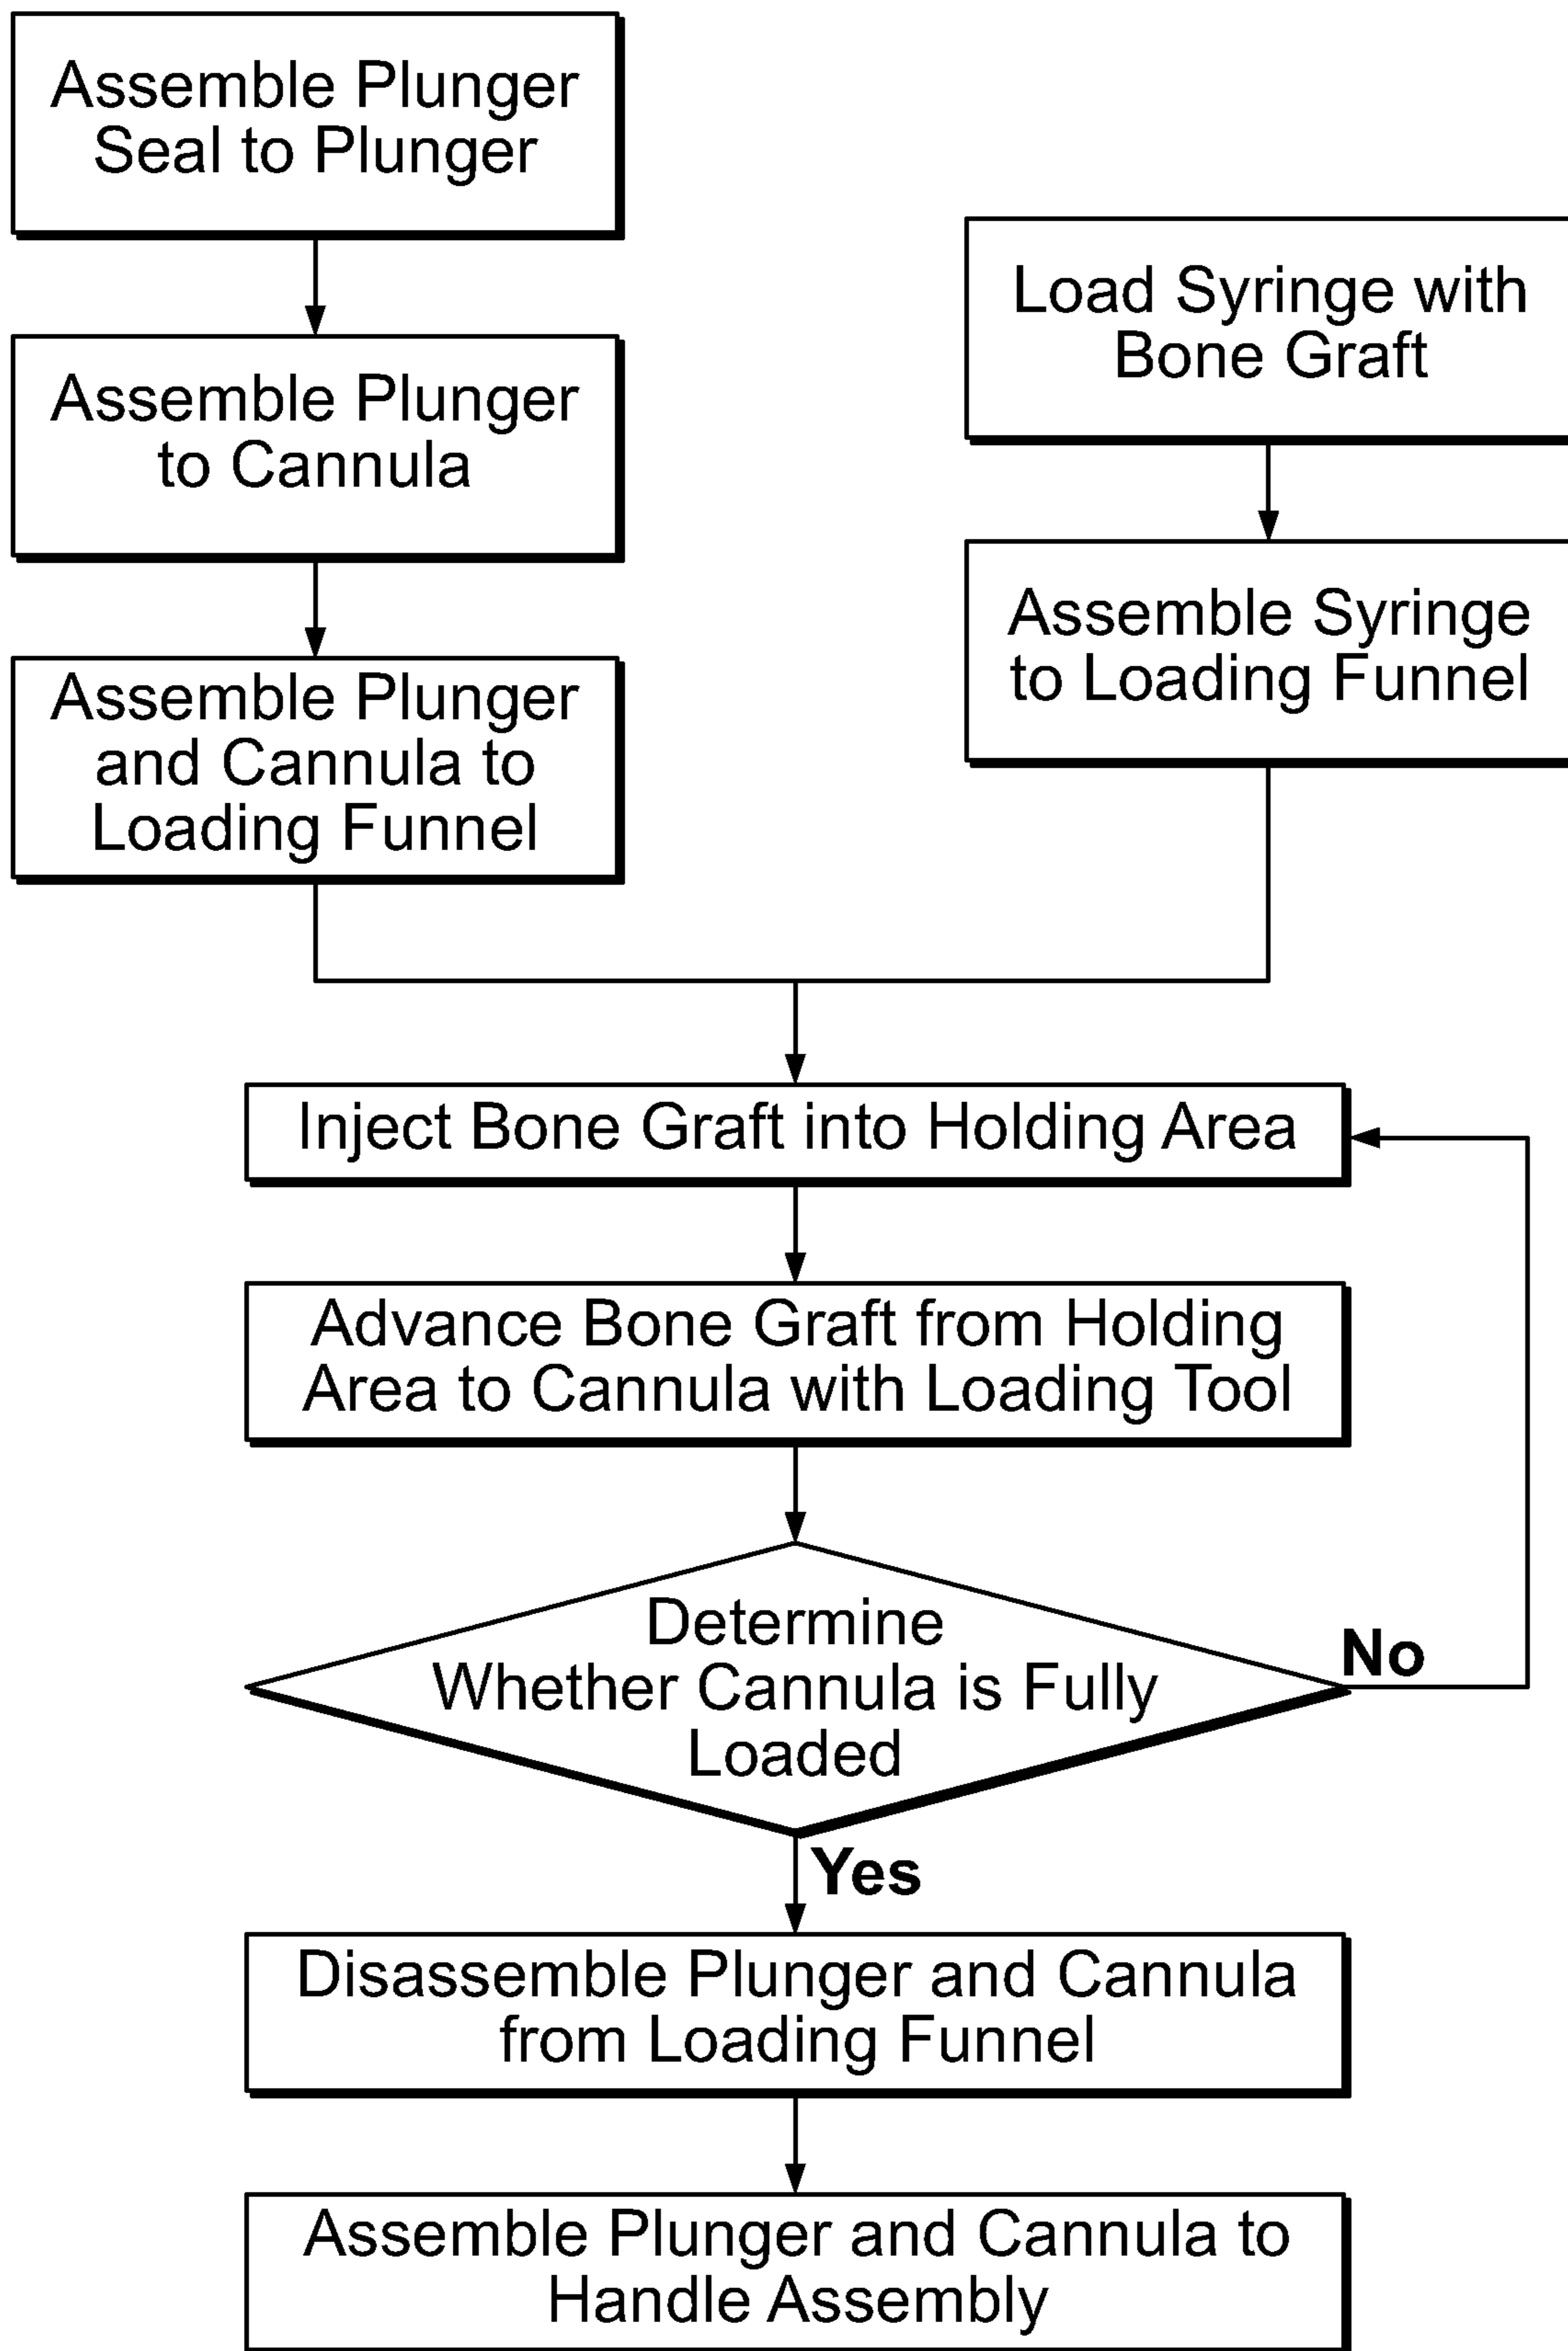 Assemble Plunger
Seal to Plunger
Assemble Plunger
to Cannula
Assemble Plunger
and Cannula to
Loading Funnel
Load Syringe with
Bone Graft
Assemble Syringe
to Loading Funnel
Inject Bone Graft into Holding Area
Advance Bone Graft from Holding
Area to Cannula with Loading Tool
Determine
Whether Cannula is Fully
Loaded
No
Yes
Disassemble Plunger and Cannula
from Loading Funnel
Assemble Plunger and Cannula to
Handle Assembly